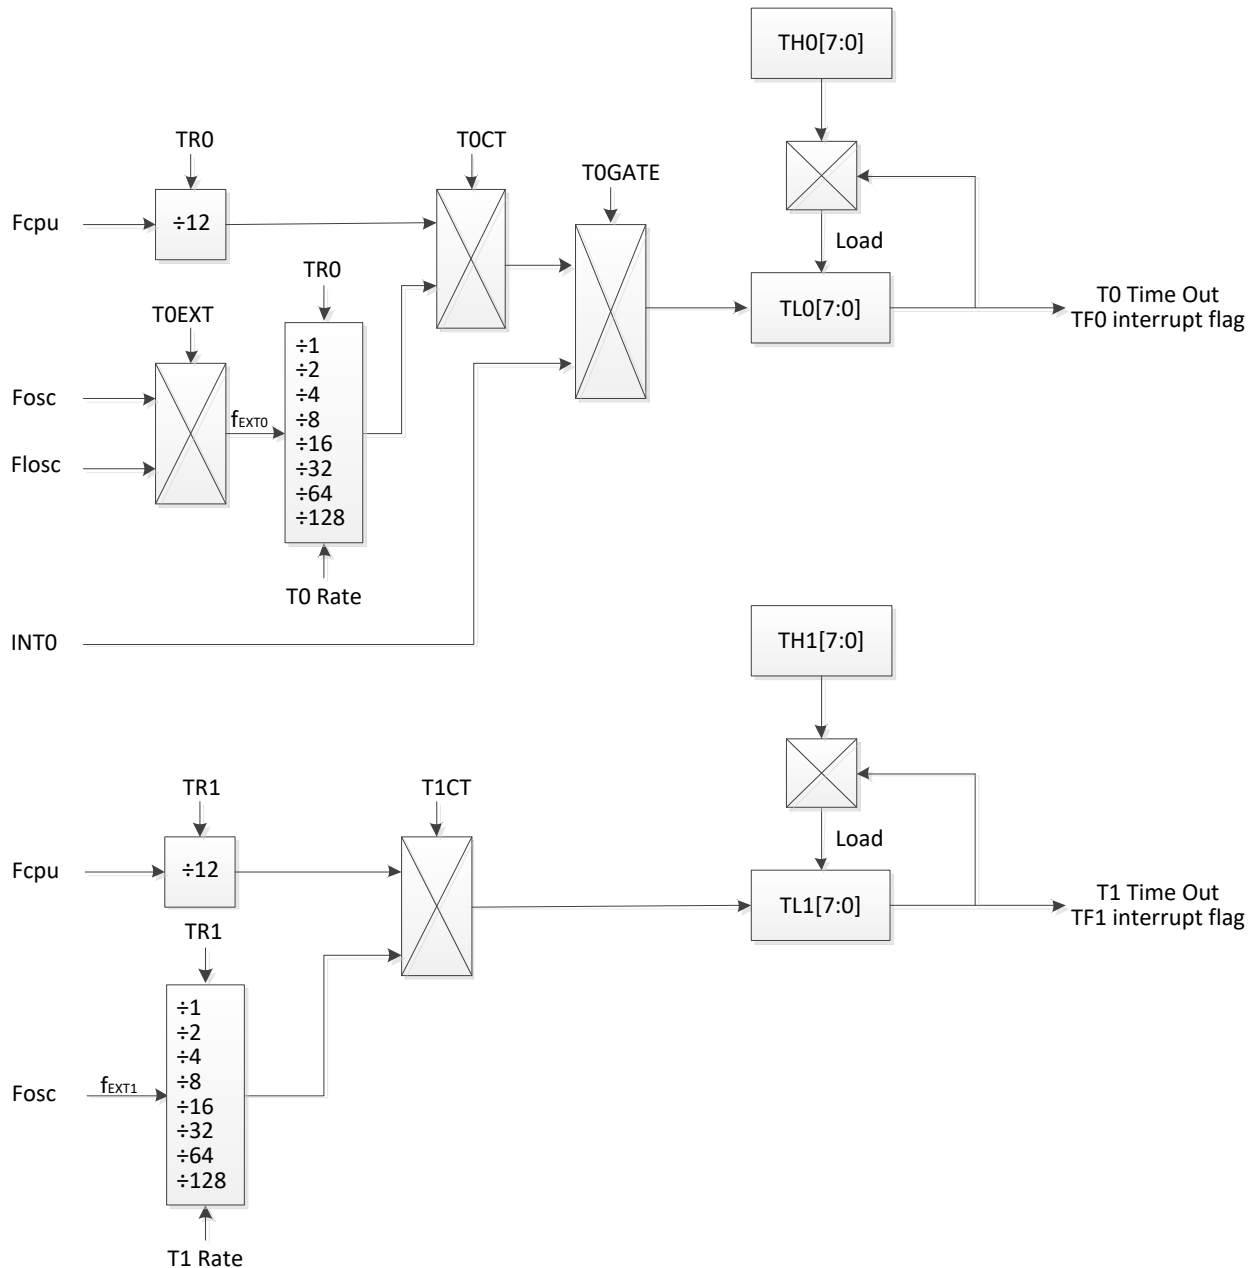 TH0[7:0]
TR0
T0CT
T0GATE
Fcpu
÷12
Load
TR0
T0EXT
TL0[7:0]
T0 Time Out
TF0 interrupt flag
÷1
÷2
÷4
÷8
÷16
÷32
÷64
÷128
Fosc
fEXT0
Flosc
T0 Rate
INT0
TH1[7:0]
TR1
T1CT
Fcpu
÷12
Load
TL1[7:0]
T1 Time Out
TF1 interrupt flag
TR1
÷1
÷2
÷4
÷8
÷16
÷32
÷64
÷128
Fosc
fEXT1
T1 Rate